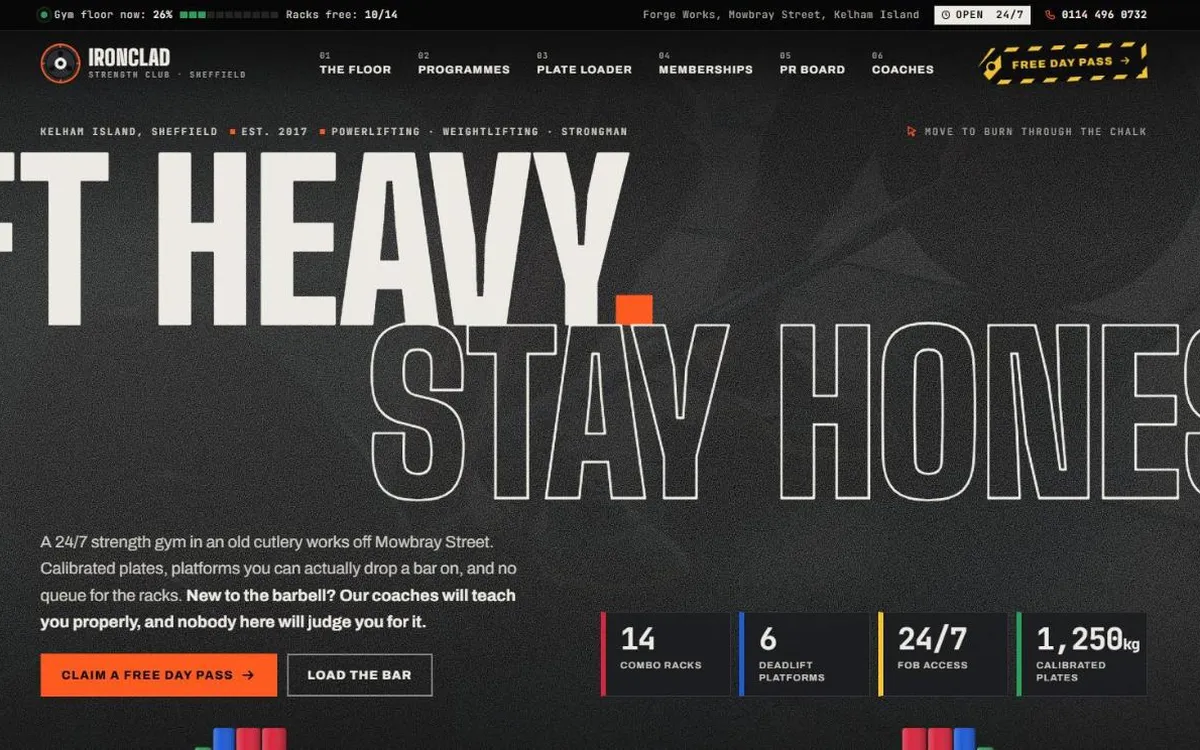 Gym floor now: 26% Racks free: 10/14
Forge Works, Mowbray Street, Kelham Island OPEN 24/7 0114 496 0732
IRONCLAD
STRENGTH CLUB · SHEFFIELD
01 THE FLOOR
02 PROGRAMMES
03 PLATE LOADER
04 MEMBERSHIPS
05 PR BOARD
06 COACHES
FREE DAY PASS →
KELHAM ISLAND, SHEFFIELD ■ EST. 2017 ■ POWERLIFTING · WEIGHTLIFTING · STRONGMAN
MOVE TO BURN THROUGH THE CHALK
FT HEAVY.
STAY HONES
A 24/7 strength gym in an old cutlery works off Mowbray Street.
Calibrated plates, platforms you can actually drop a bar on, and no
queue for the racks. New to the barbell? Our coaches will teach
you properly, and nobody here will judge you for it.
CLAIM A FREE DAY PASS →
LOAD THE BAR
14
COMBO RACKS
6
DEADLIFT
PLATFORMS
24/7
FOB ACCESS
1,250kg
CALIBRATED
PLATES